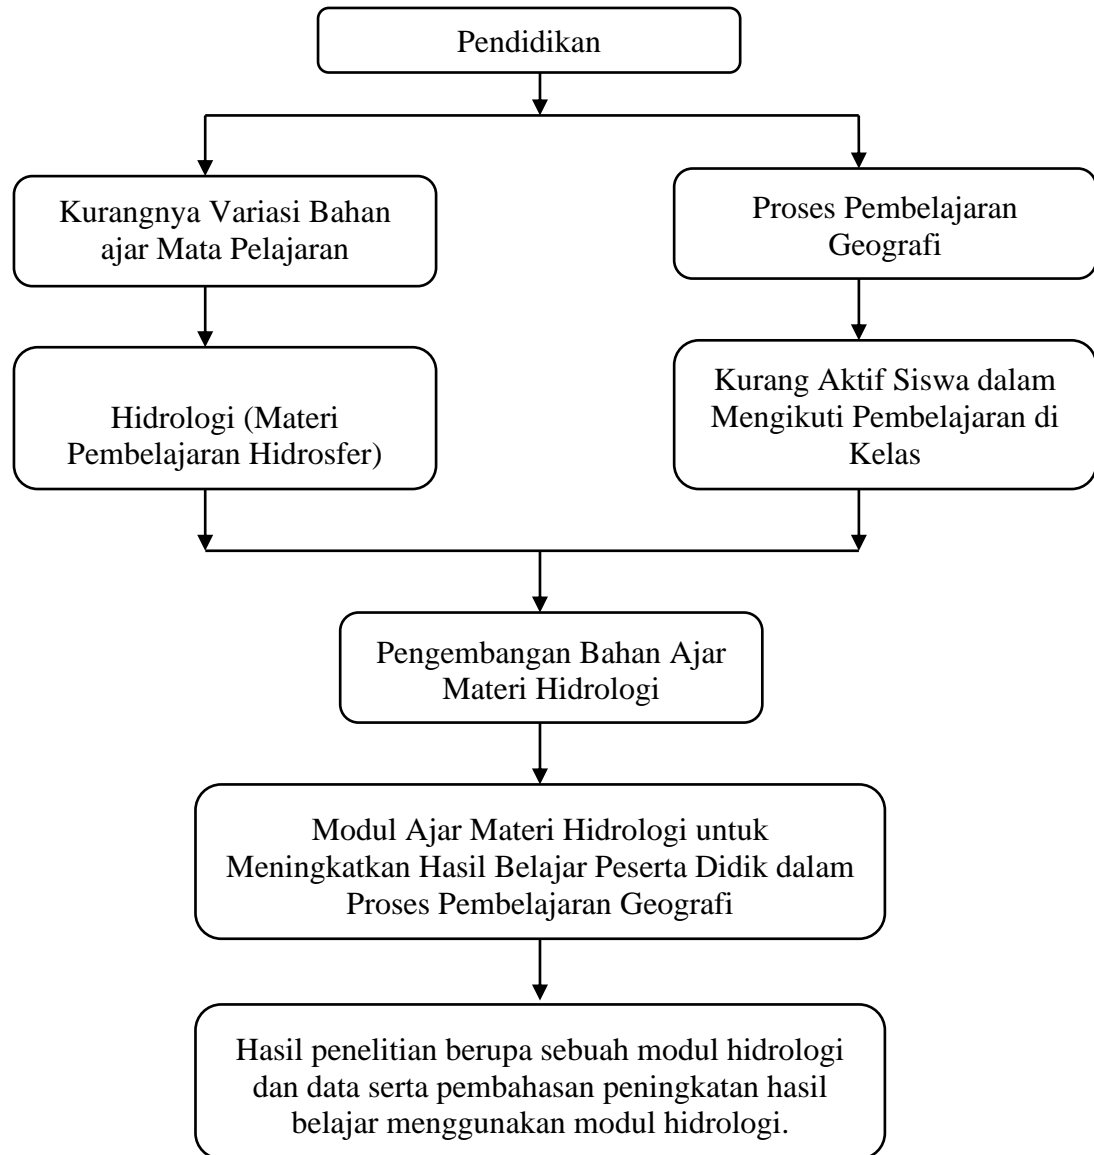 Pendidikan
Kurangnya Variasi Bahan
ajar Mata Pelajaran
Proses Pembelajaran
Geografi
Hidrologi (Materi
Pembelajaran Hidrosfer)
Kurang Aktif Siswa dalam
Mengikuti Pembelajaran di
Kelas
Pengembangan Bahan Ajar
Materi Hidrologi
Modul Ajar Materi Hidrologi untuk
Meningkatkan Hasil Belajar Peserta Didik dalam
Proses Pembelajaran Geografi
Hasil penelitian berupa sebuah modul hidrologi
dan data serta pembahasan peningkatan hasil
belajar menggunakan modul hidrologi.